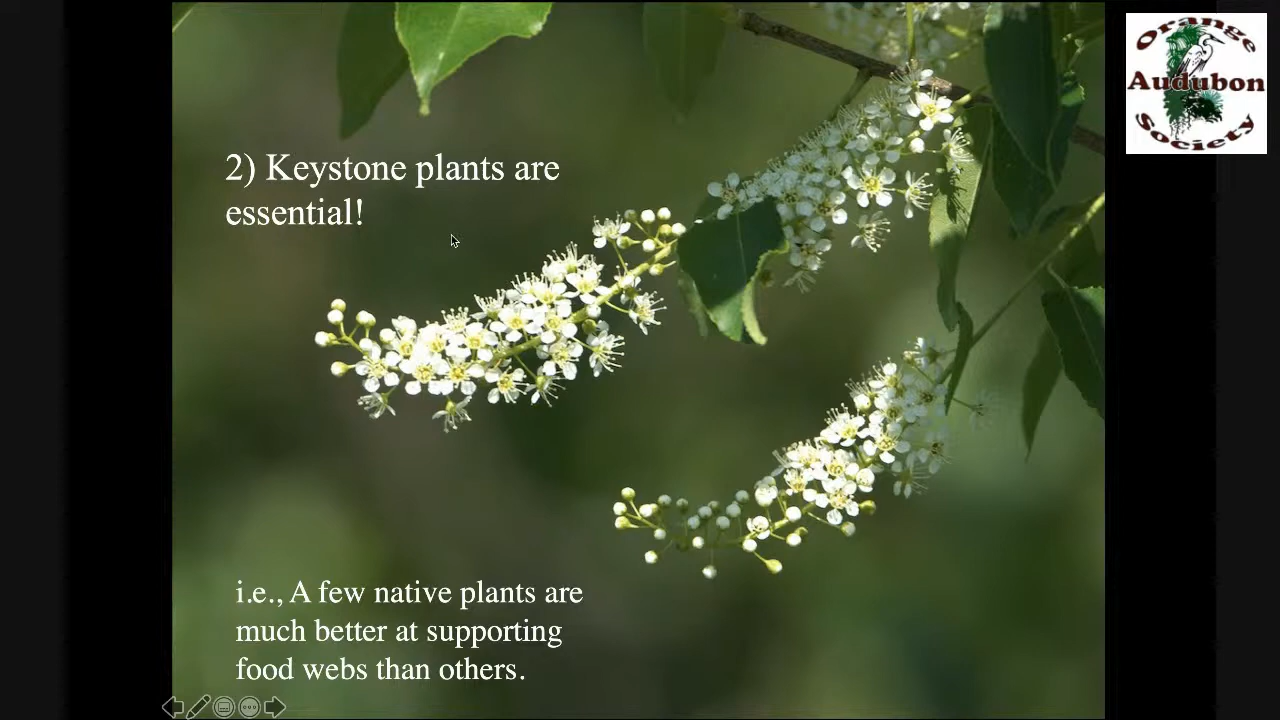 Orange
Audubon
Society
2) Keystone plants are
essential!
i.e., A few native plants are
much better at supporting
food webs than others.